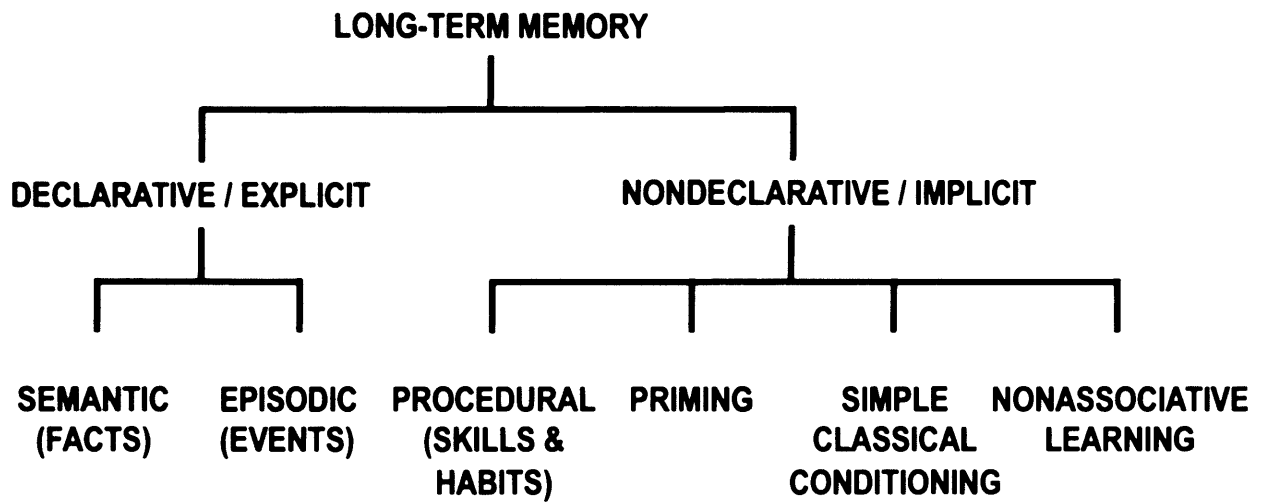 LONG-TERM MEMORY
DECLARATIVE / EXPLICIT
NONDECLARATIVE / IMPLICIT
SEMANTIC
(FACTS)
EPISODIC
(EVENTS)
PROCEDURAL
(SKILLS &
HABITS)
PRIMING
SIMPLE
CLASSICAL
CONDITIONING
NONASSOCIATIVE
LEARNING